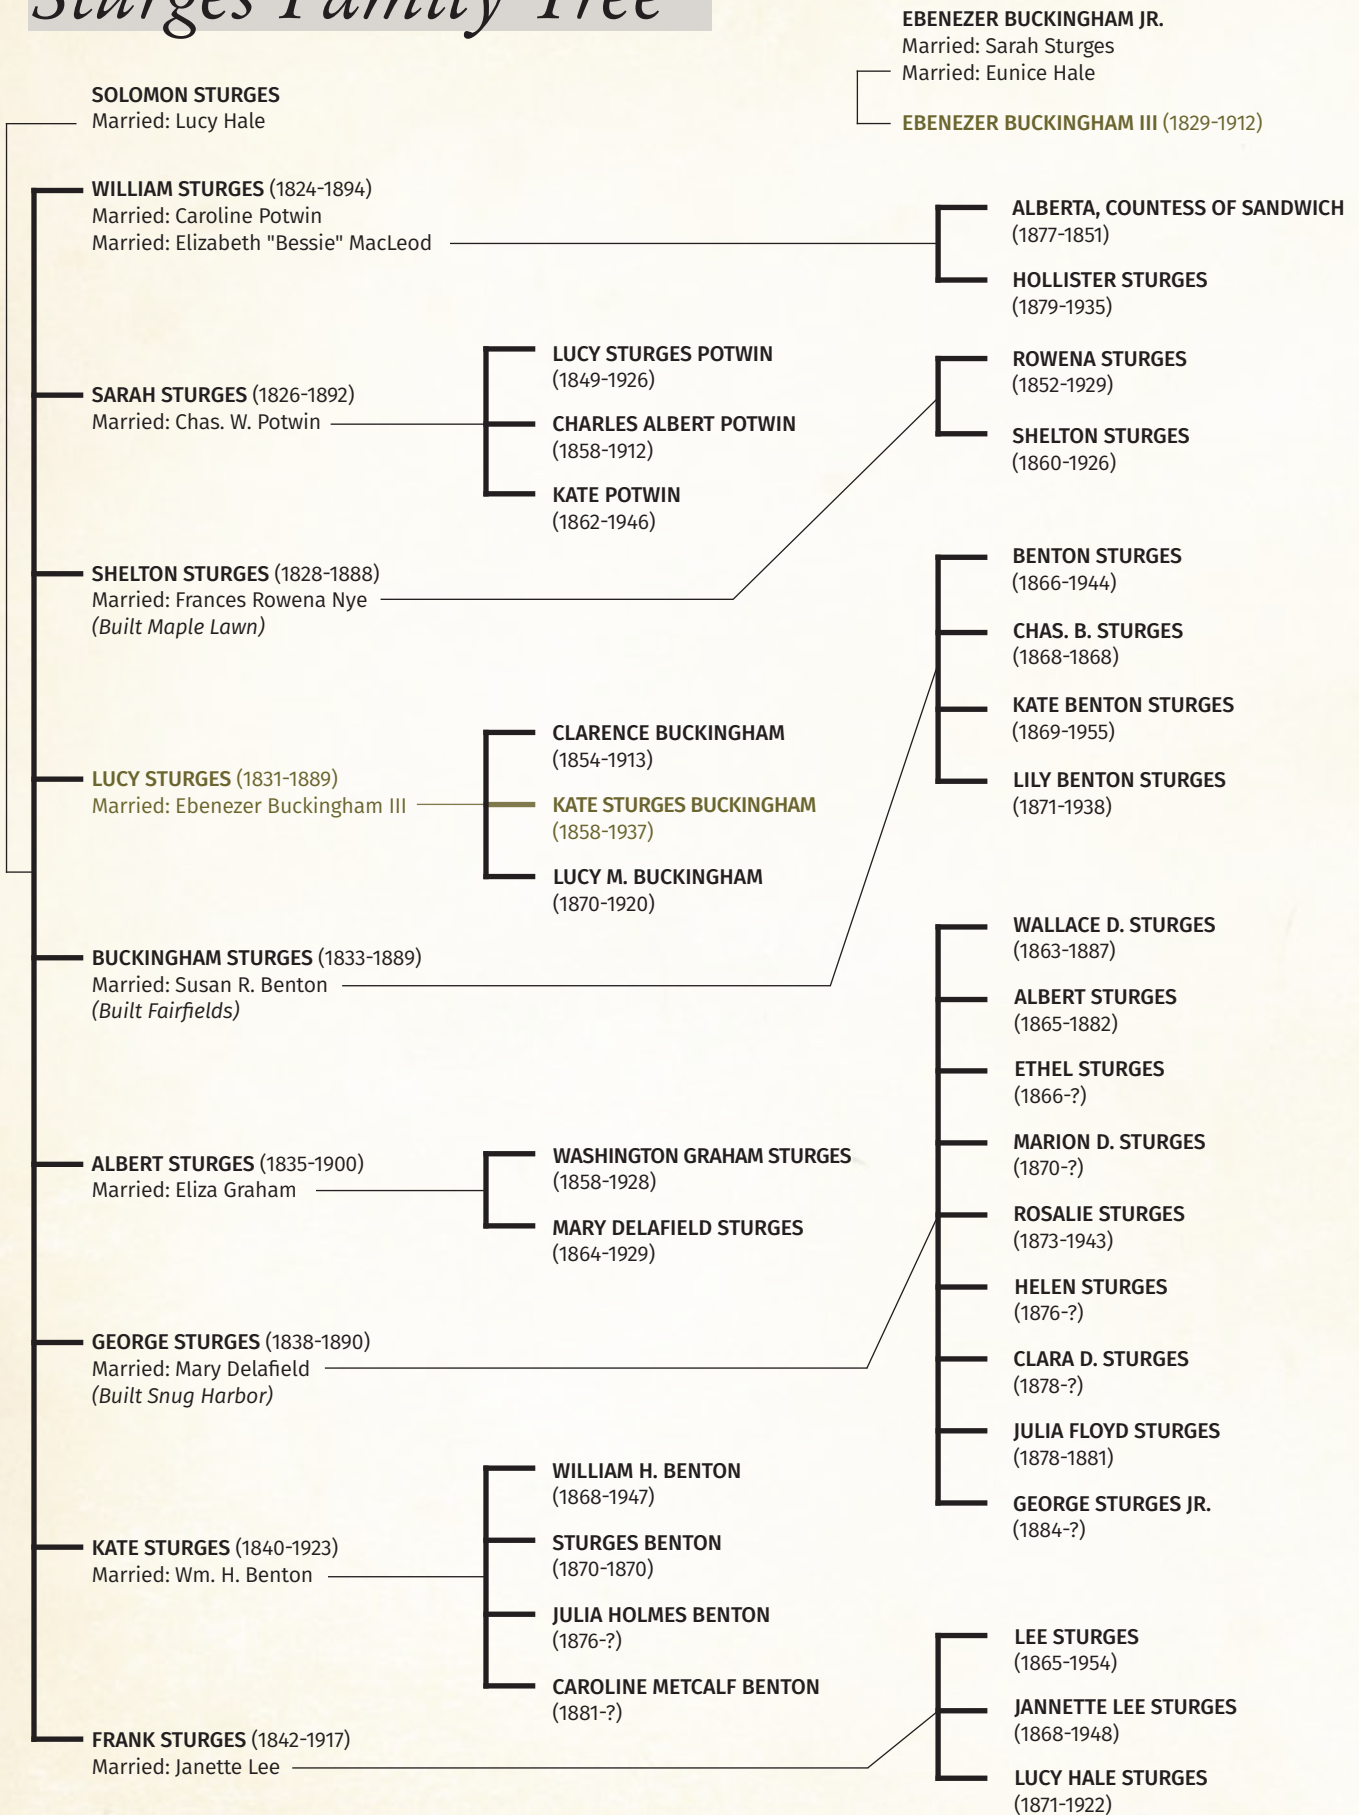 Sturges Family Tree
EBENEZER BUCKINGHAM JR.
Married: Sarah Sturges
Married: Eunice Hale
EBENEZER BUCKINGHAM III (1829-1912)
SOLOMON STURGES
Married: Lucy Hale
WILLIAM STURGES (1824-1894)
Married: Caroline Potwin
Married: Elizabeth "Bessie" MacLeod
ALBERTA, COUNTESS OF SANDWICH
(1877-1851)
HOLLISTER STURGES
(1879-1935)
SARAH STURGES (1826-1892)
Married: Chas. W. Potwin
LUCY STURGES POTWIN
(1849-1926)
CHARLES ALBERT POTWIN
(1858-1912)
KATE POTWIN
(1862-1946)
SHELTON STURGES (1828-1888)
Married: Frances Rowena Nye
(Built Maple Lawn)
ROWENA STURGES
(1852-1929)
SHELTON STURGES
(1860-1926)
LUCY STURGES (1831-1889)
Married: Ebenezer Buckingham III
CLARENCE BUCKINGHAM
(1854-1913)
KATE STURGES BUCKINGHAM
(1858-1937)
LUCY M. BUCKINGHAM
(1870-1920)
BUCKINGHAM STURGES (1833-1889)
Married: Susan R. Benton
(Built Fairfields)
BENTON STURGES
(1866-1944)
CHAS. B. STURGES
(1868-1868)
KATE BENTON STURGES
(1869-1955)
LILY BENTON STURGES
(1871-1938)
ALBERT STURGES (1835-1900)
Married: Eliza Graham
WASHINGTON GRAHAM STURGES
(1858-1928)
MARY DELAFIELD STURGES
(1864-1929)
GEORGE STURGES (1838-1890)
Married: Mary Delafield
(Built Snug Harbor)
WALLACE D. STURGES
(1863-1887)
ALBERT STURGES
(1865-1882)
ETHEL STURGES
(1866-?)
MARION D. STURGES
(1870-?)
ROSALIE STURGES
(1873-1943)
HELEN STURGES
(1876-?)
CLARA D. STURGES
(1878-?)
JULIA FLOYD STURGES
(1878-1881)
GEORGE STURGES JR.
(1884-?)
KATE STURGES (1840-1923)
Married: Wm. H. Benton
WILLIAM H. BENTON
(1868-1947)
STURGES BENTON
(1870-1870)
JULIA HOLMES BENTON
(1876-?)
CAROLINE METCALF BENTON
(1881-?)
FRANK STURGES (1842-1917)
Married: Janette Lee
LEE STURGES
(1865-1954)
JANNETTE LEE STURGES
(1868-1948)
LUCY HALE STURGES
(1871-1922)